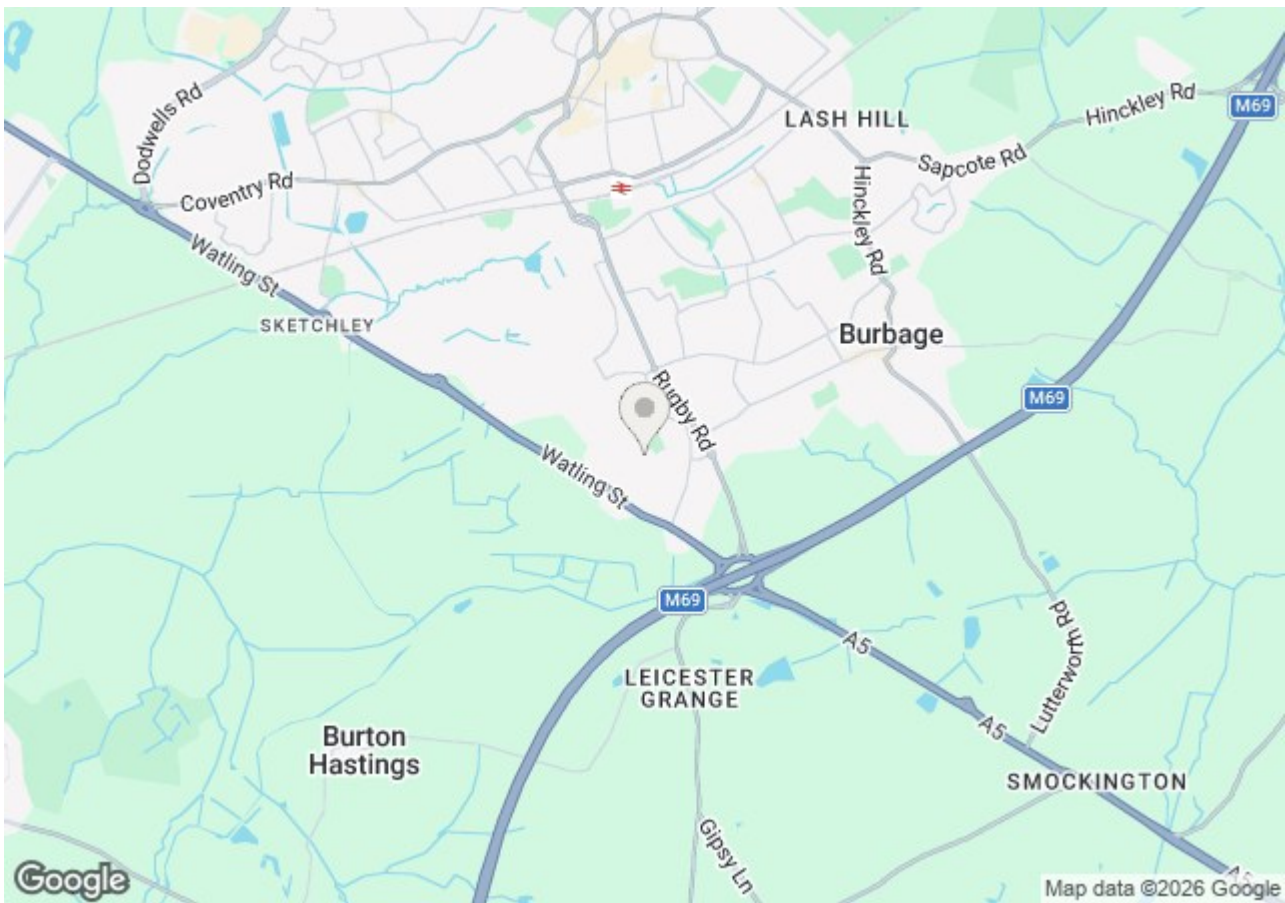 Dodwells Rd
Coventry Rd
LASH HILL
Hinckley Rd
M69
Sapcote Rd
Hinckley Rd
Watling St
SKETCHLEY
Burbage
Rugby Rd
M69
Watling St
M69
A5
Lutterworth Rd
LEICESTER
GRANGE
A5
Burton
Hastings
SMOCKINGTON
Gipsy Ln
A5
Google
Map data ©2026 Google